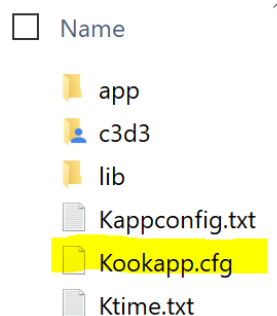 Name
app
c3d3
lib
Kappconfig.txt
Kookapp.cfg
Ktime.txt